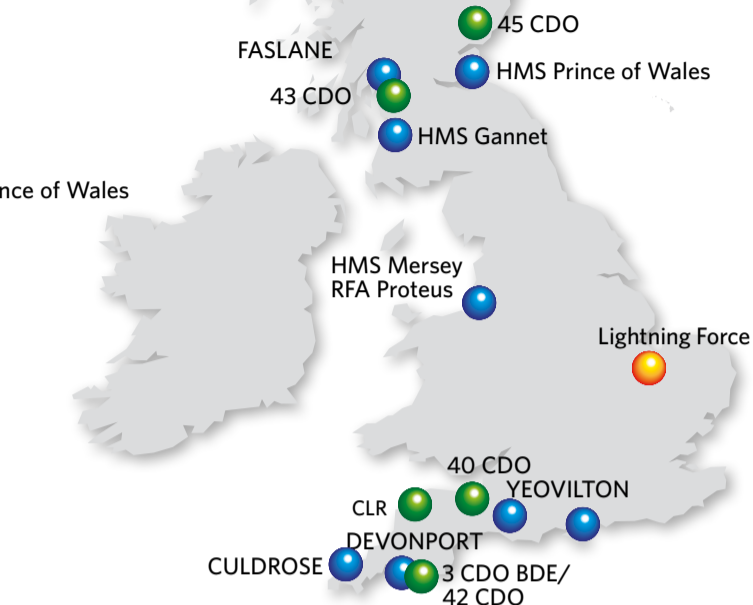 45 CDO
FASLANE
HMS Prince of Wales
43 CDO
HMS Gannet
nce of Wales
HMS Mersey
RFA Proteus
Lightning Force
40 CDO
YEOVILTON
CLR
DEVONPORT
CULDROSE
3 CDO BDE/
42 CDO